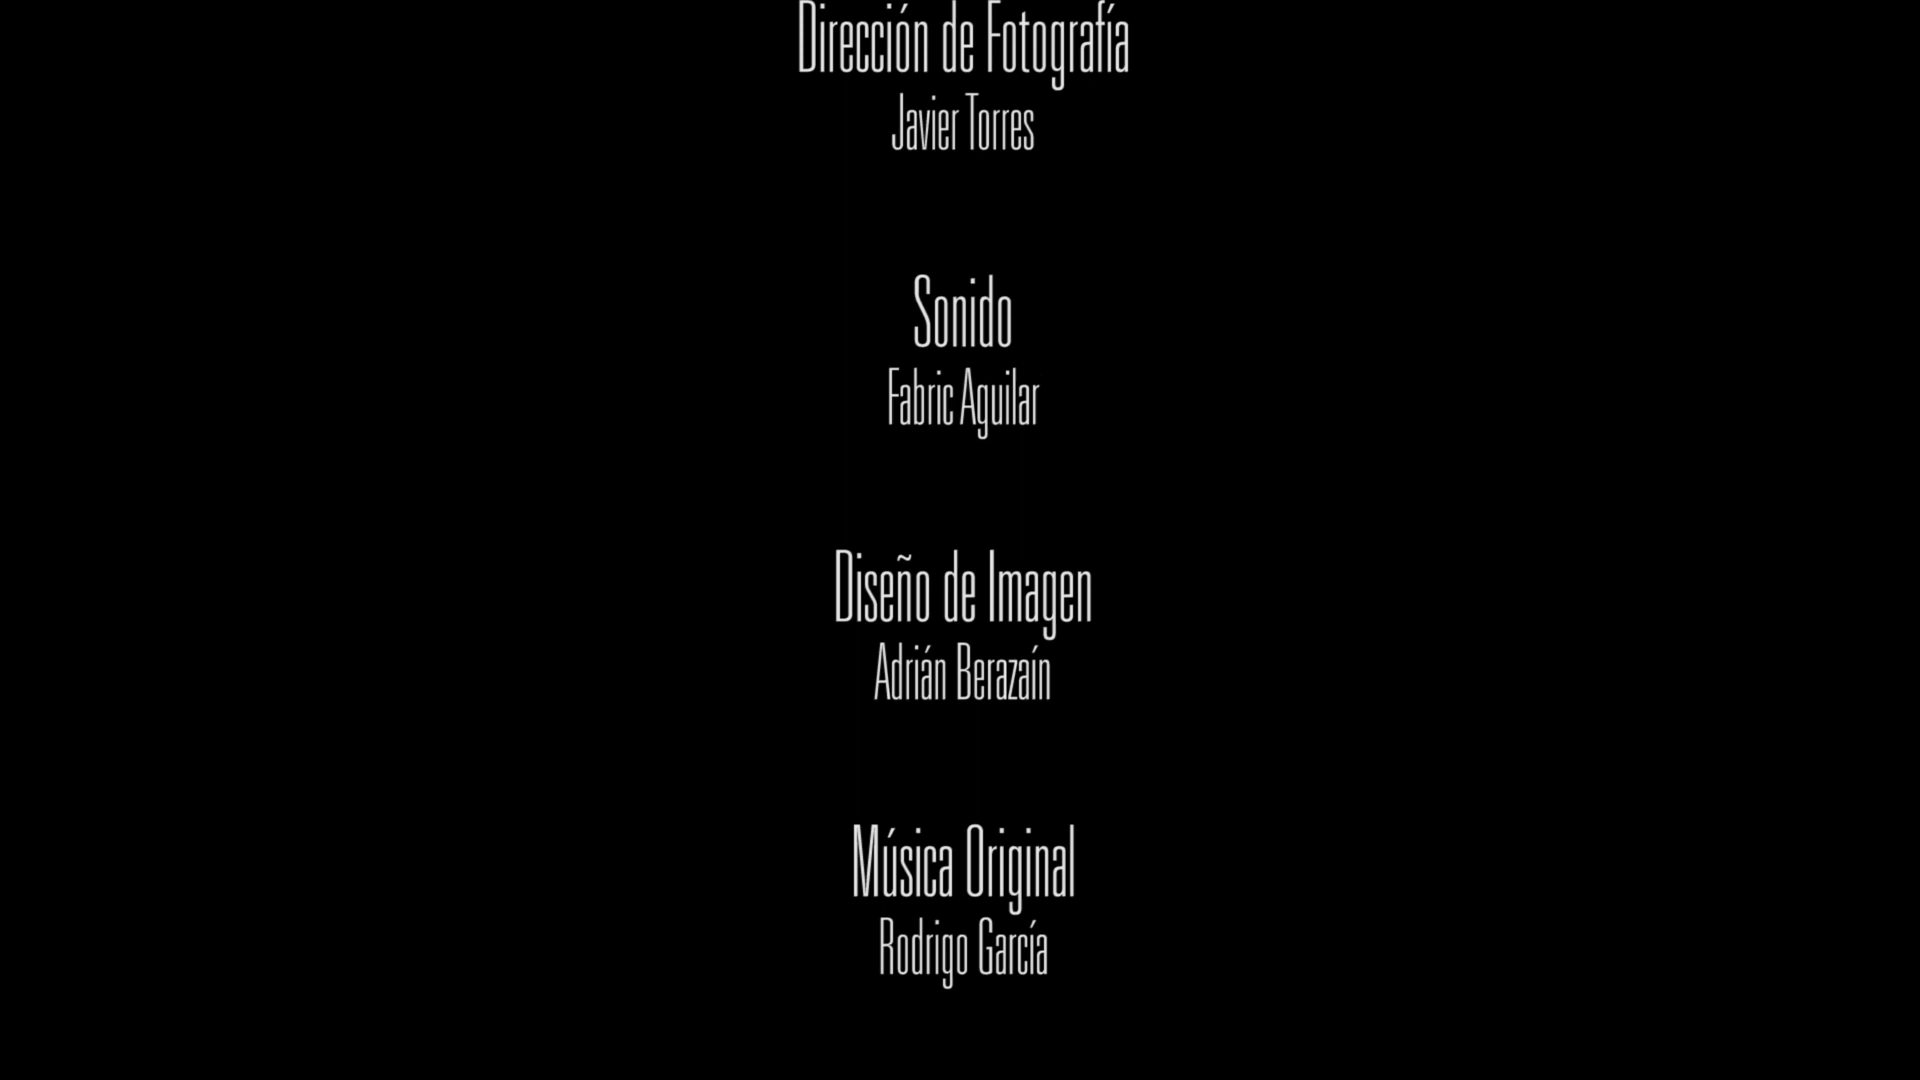 Dirección de Fotografía
Javier Torres
Sonido
Fabric Aguilar
Diseño de Imagen
Adrián Berazaín
Música Original
Rodrigo García